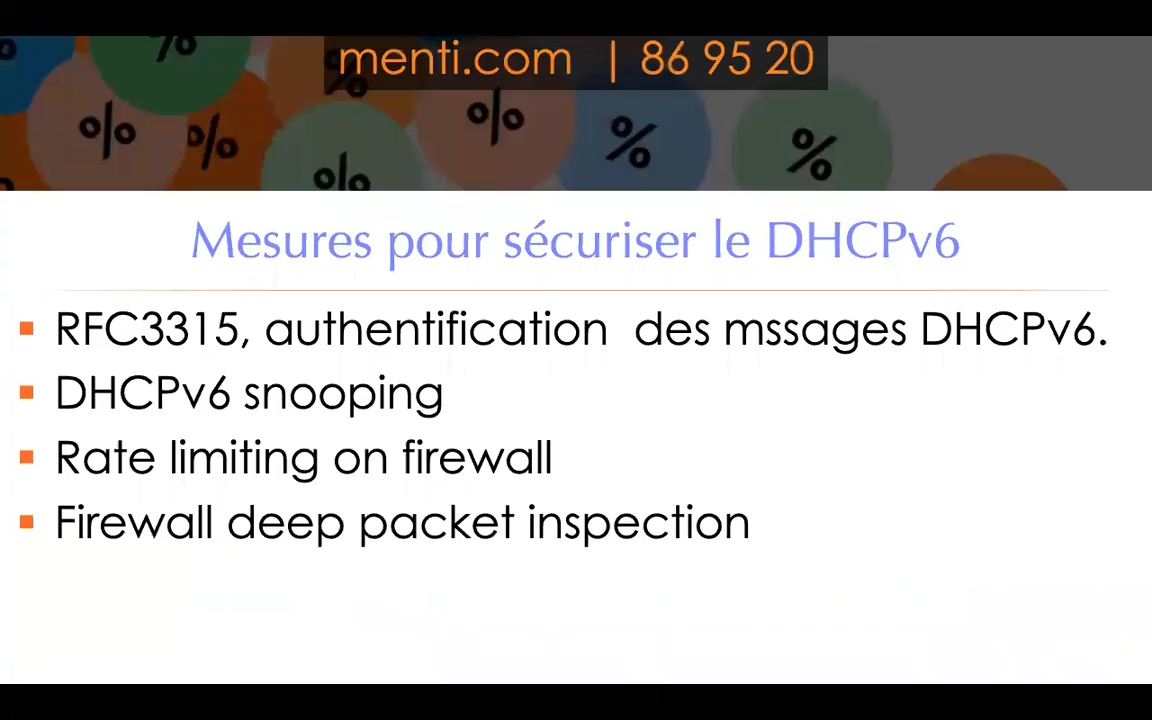 menti.com | 86 95 20
% % % % % % % %
Mesures pour sécuriser le DHCPv6
RFC3315, authentification des mssages DHCPv6.
DHCPv6 snooping
Rate limiting on firewall
Firewall deep packet inspection